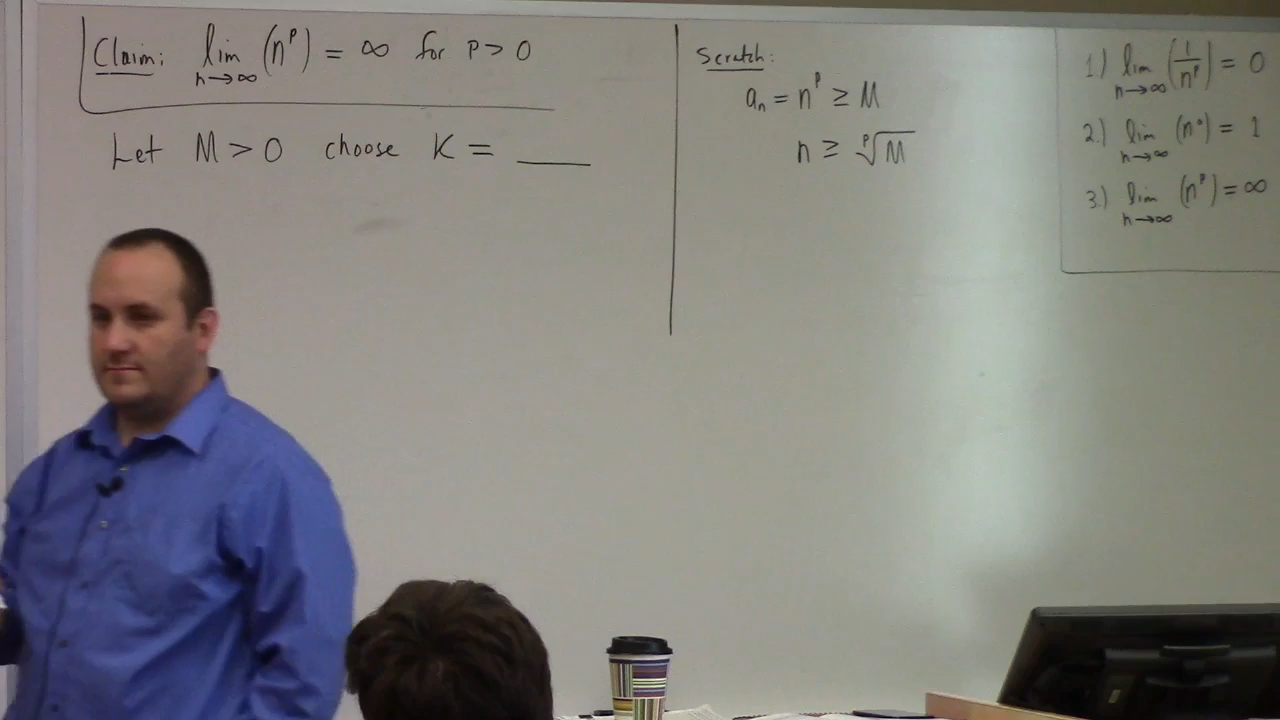 Claim: lim n→∞ (n^p) = ∞ for p > 0
Let M > 0 choose K = ____
Scratch:
a_n = n^p ≥ M
n ≥ ᵖ√M
1.) lim n→∞ (1/n^p) = 0
2.) lim n→∞ (n^0) = 1
3.) lim n→∞ (n^p) = ∞